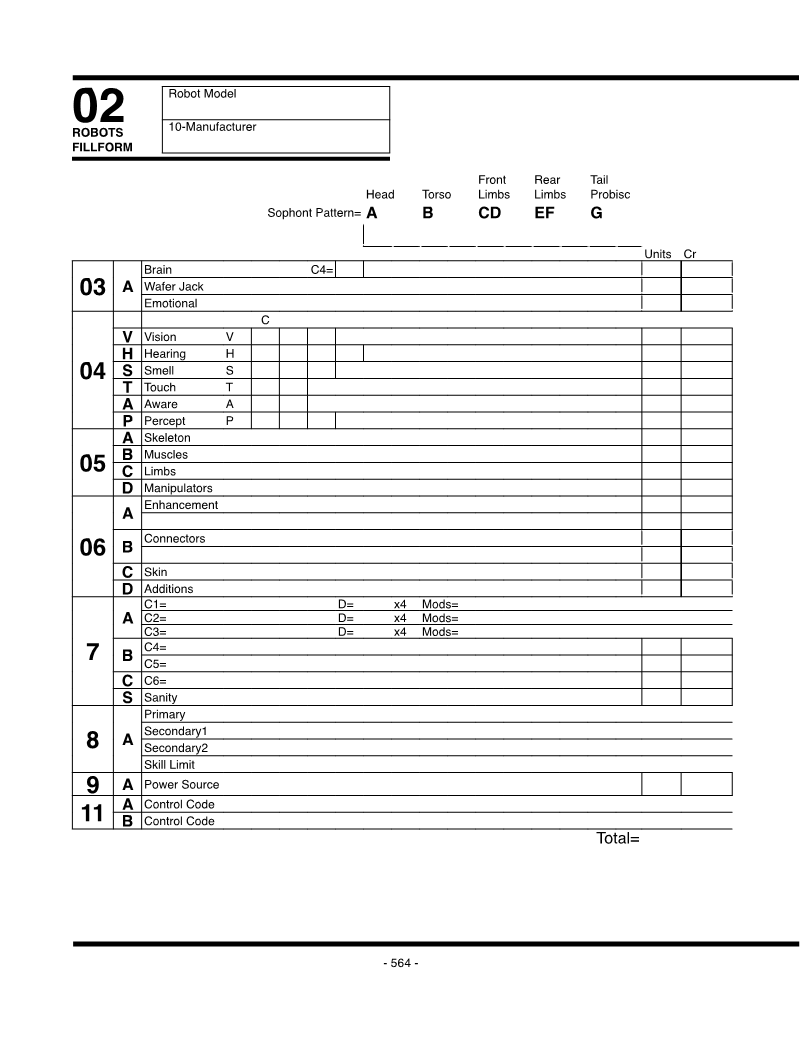 02
ROBOTS
FILLFORM
Robot Model
10-Manufacturer
Front Rear Tail
Head Torso Limbs Limbs Probisc
Sophont Pattern= A B CD EF G
Units Cr
03 A Brain C4=
Wafer Jack
Emotional
04 C
V Vision V
H Hearing H
S Smell S
T Touch T
A Aware A
P Percept P
05 A Skeleton
B Muscles
C Limbs
D Manipulators
06 A Enhancement
B Connectors
C Skin
D Additions
7 A C1= D= x4 Mods=
C2= D= x4 Mods=
C3= D= x4 Mods=
B C4=
C5=
C C6=
S Sanity
8 A Primary
Secondary1
Secondary2
Skill Limit
9 A Power Source
11 A Control Code
B Control Code
Total=
- 564 -